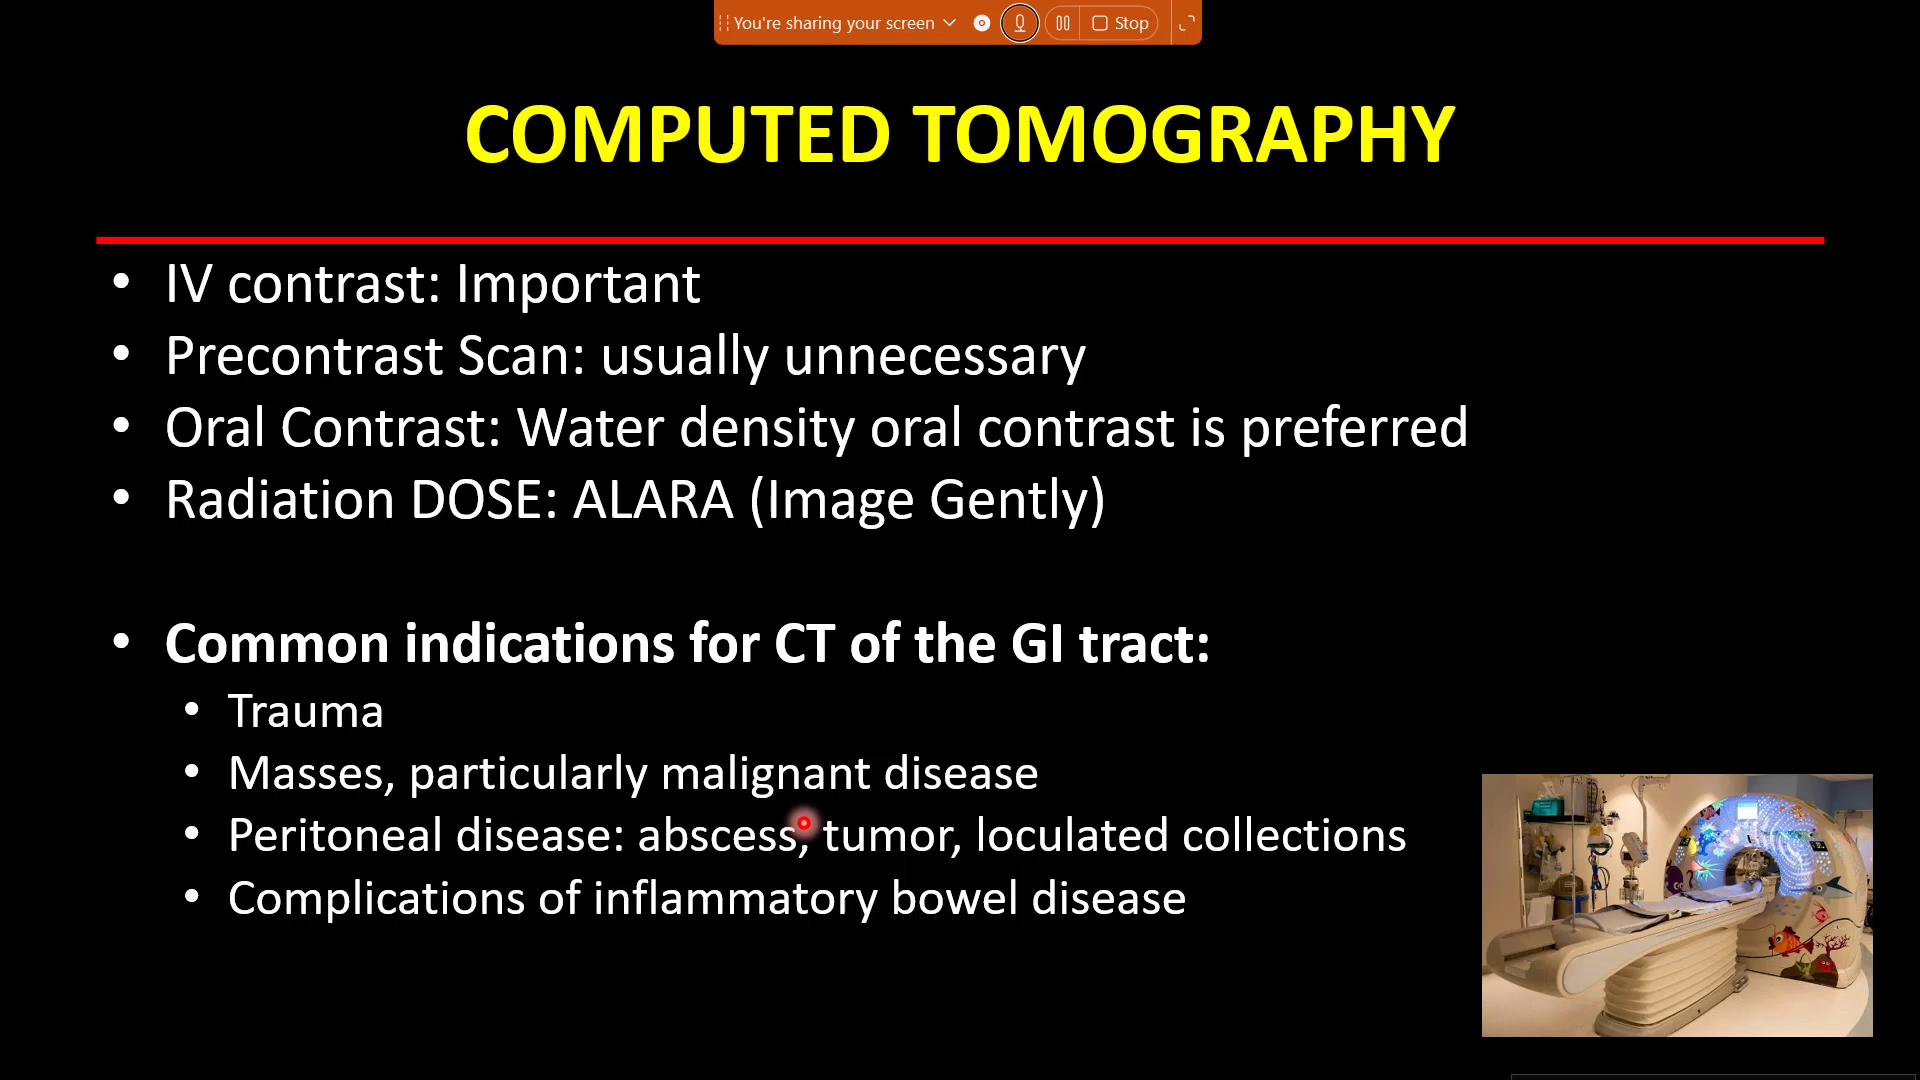 You're sharing your screen
Stop
COMPUTED TOMOGRAPHY
• IV contrast: Important
• Precontrast Scan: usually unnecessary
• Oral Contrast: Water density oral contrast is preferred
• Radiation DOSE: ALARA (Image Gently)
• Common indications for CT of the GI tract:
• Trauma
• Masses, particularly malignant disease
• Peritoneal disease: abscess, tumor, loculated collections
• Complications of inflammatory bowel disease